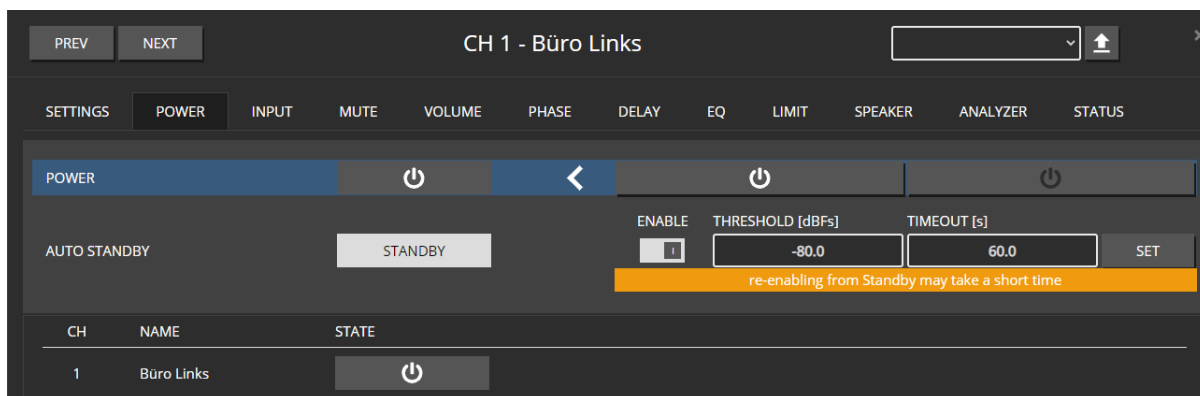 PREV NEXT CH 1 - Büro Links
SETTINGS POWER INPUT MUTE VOLUME PHASE DELAY EQ LIMIT SPEAKER ANALYZER STATUS
POWER
ENABLE THRESHOLD [dBFs] TIMEOUT [s]
AUTO STANDBY STANDBY I -80.0 60.0 SET
re-enabling from Standby may take a short time
CH NAME STATE
1 Büro Links